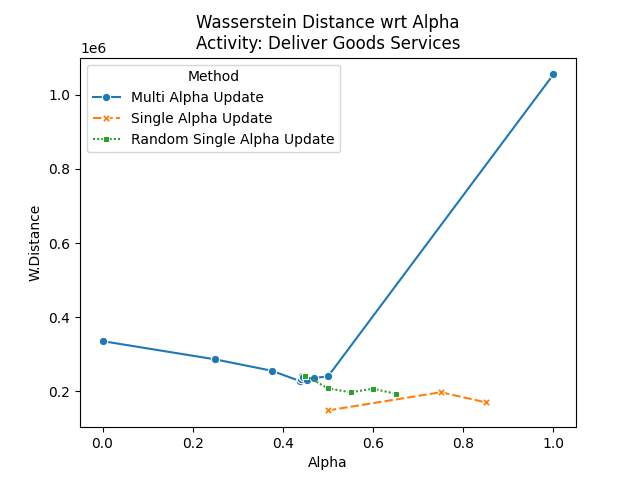 Wasserstein Distance wrt Alpha
Activity: Deliver Goods Services
1e6
Method
Multi Alpha Update
Single Alpha Update
Random Single Alpha Update
1.0
0.8
0.6
0.4
0.2
W.Distance
0.0 0.2 0.4 0.6 0.8 1.0
Alpha